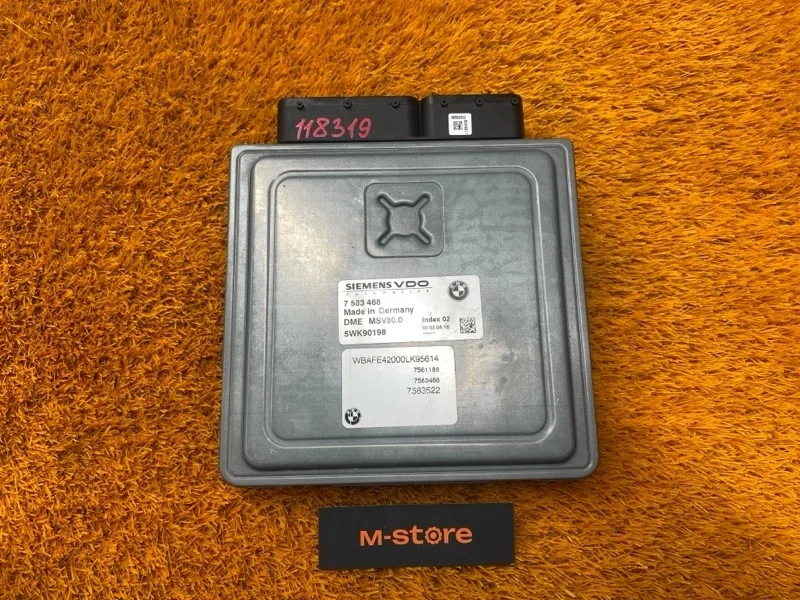 118319
SIEMENS VDO
Automotive
7 583 468
Made in Germany
DME MSV80.0
Index 02
5WK90198
WBAFE42000LK95614
7561188
7583468
7583522
M-store